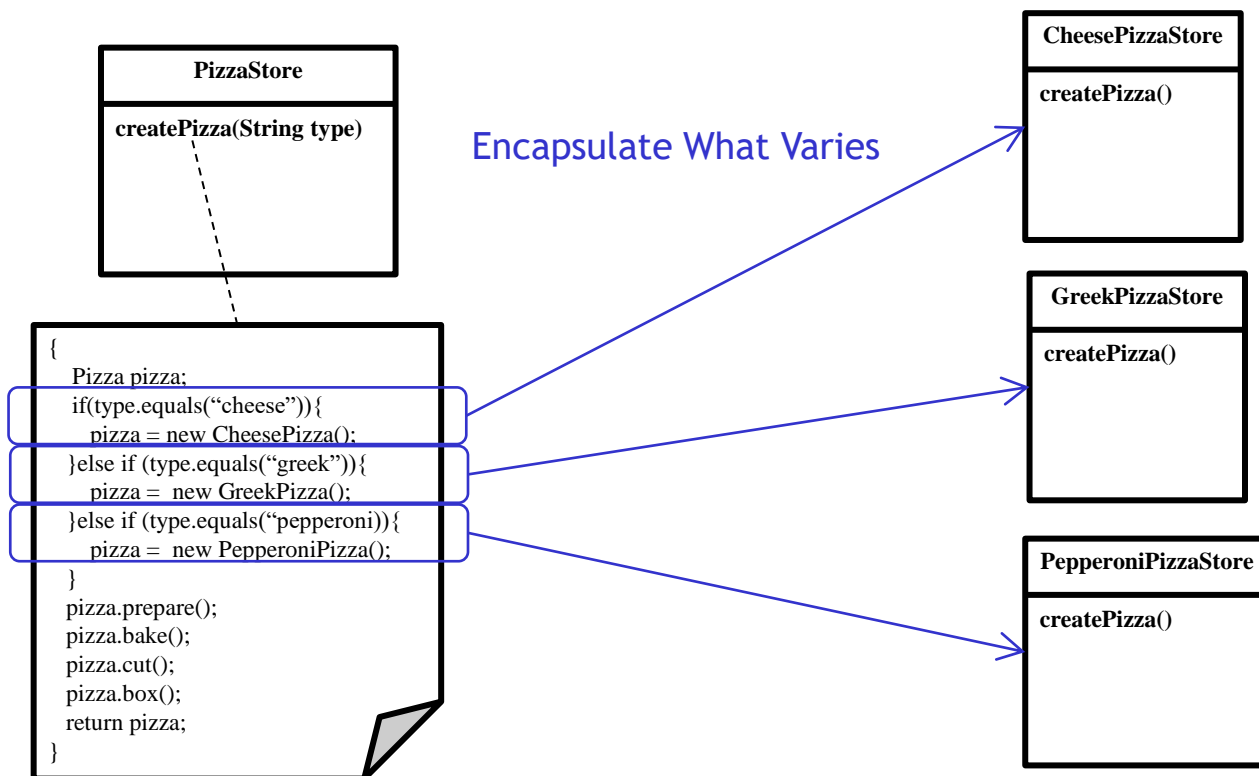 PizzaStore
createPizza(String type)
Encapsulate What Varies
{
Pizza pizza;
if(type.equals(“cheese”)){
pizza = new CheesePizza();
}else if (type.equals(“greek”)){
pizza = new GreekPizza();
}else if (type.equals(“pepperoni)){
pizza = new PepperoniPizza();
}
pizza.prepare();
pizza.bake();
pizza.cut();
pizza.box();
return pizza;
}
CheesePizzaStore
createPizza()
GreekPizzaStore
createPizza()
PepperoniPizzaStore
createPizza()